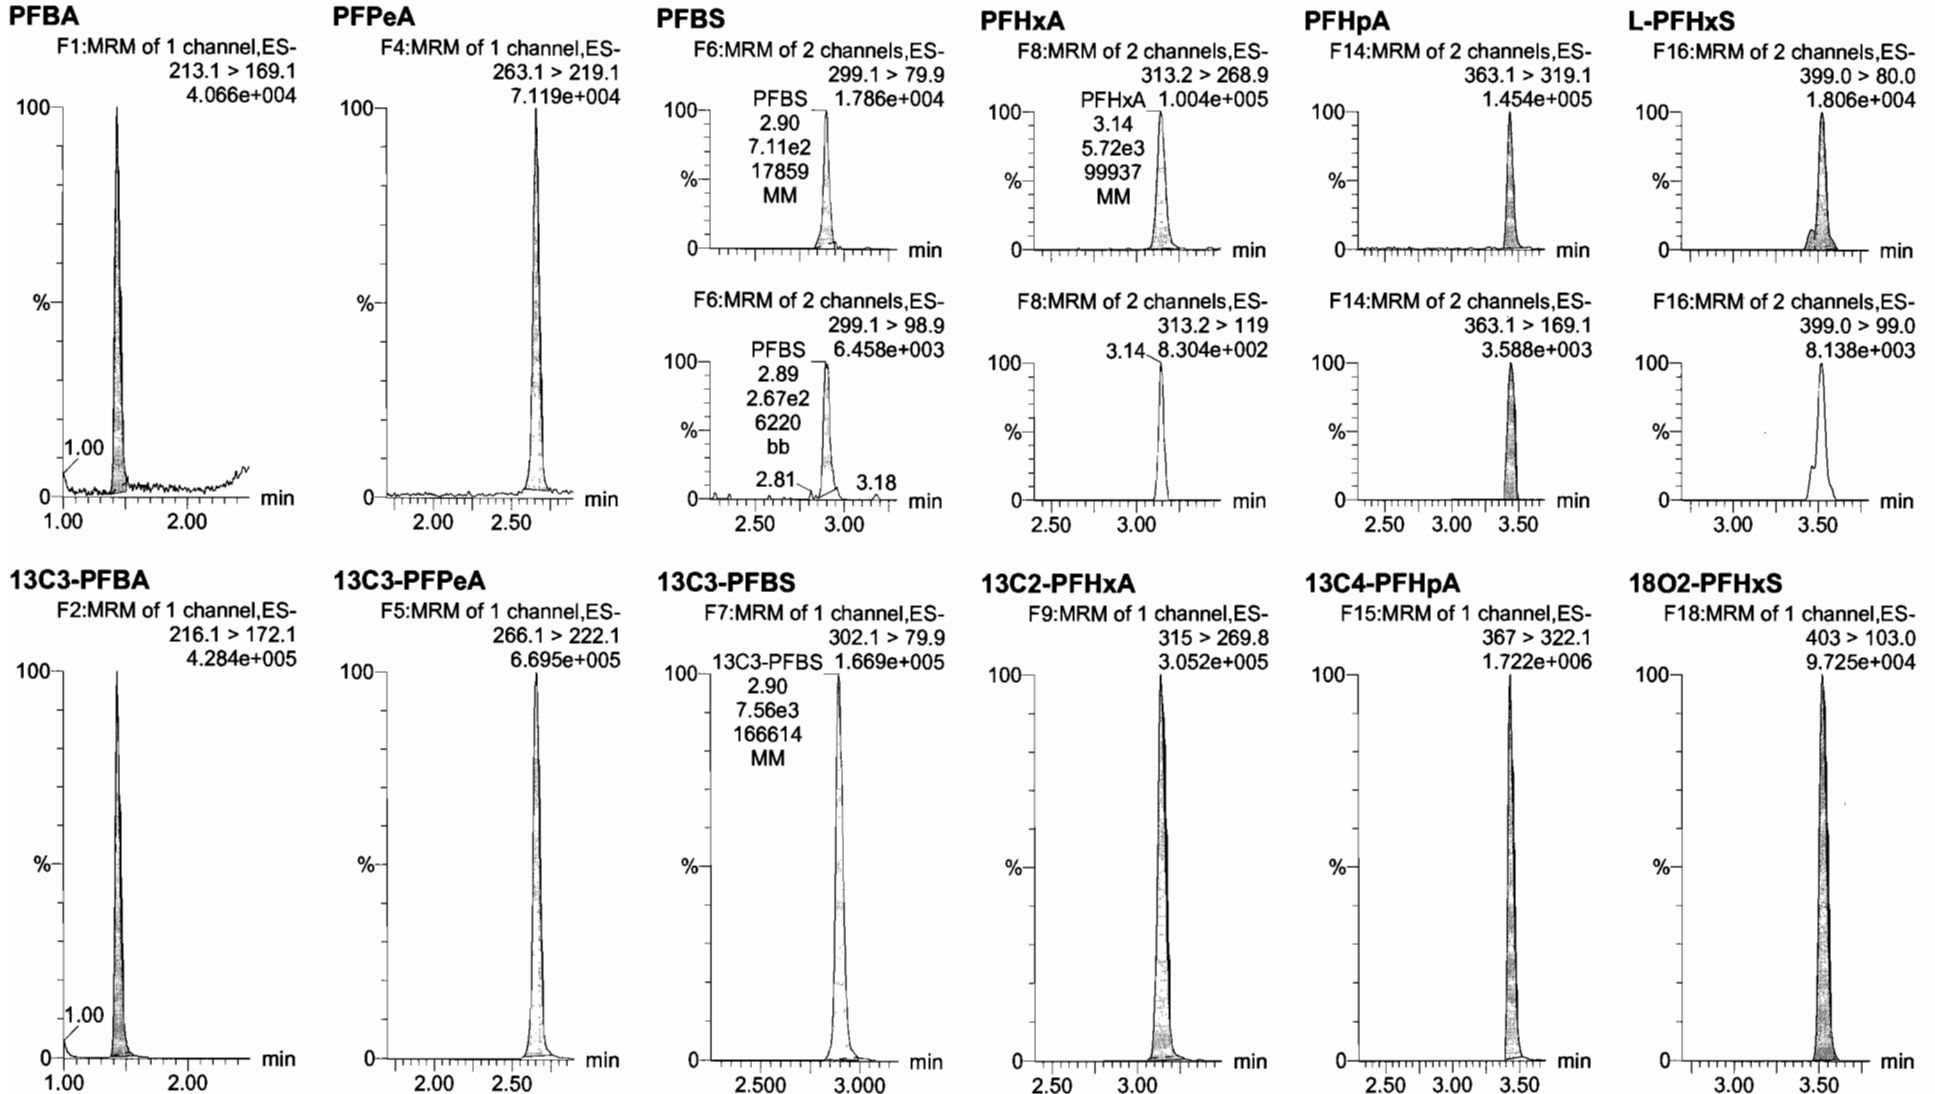 PFBA
F1:MRM of 1 channel,ES-
213.1 > 169.1
4.066e+004
100
%
1.00
0
min
1.00
2.00
PFPeA
F4:MRM of 1 channel,ES-
263.1 > 219.1
7.119e+004
100
%
0
min
2.00
2.50
PFBS
F6:MRM of 2 channels,ES-
299.1 > 79.9
PFBS 1.786e+004
100
2.90
7.11e2
17859
MM
%
0
min
F6:MRM of 2 channels,ES-
299.1 > 98.9
PFBS 6.458e+003
100
2.89
2.67e2
6220
bb
%
2.81
3.18
0
min
2.50
3.00
PFHxA
F8:MRM of 2 channels,ES-
313.2 > 268.9
PFHxA 1.004e+005
100
3.14
5.72e3
99937
MM
%
0
min
F8:MRM of 2 channels,ES-
313.2 > 119
3.14 8.304e+002
100
%
0
min
2.50
3.00
PFHpA
F14:MRM of 2 channels,ES-
363.1 > 319.1
1.454e+005
100
%
0
min
F14:MRM of 2 channels,ES-
363.1 > 169.1
3.588e+003
100
%
0
min
2.50
3.00
3.50
L-PFHxS
F16:MRM of 2 channels,ES-
399.0 > 80.0
1.806e+004
100
%
0
min
F16:MRM of 2 channels,ES-
399.0 > 99.0
8.138e+003
100
%
0
min
3.00
3.50
13C3-PFBA
F2:MRM of 1 channel,ES-
216.1 > 172.1
4.284e+005
100
%
1.00
0
min
1.00
2.00
13C3-PFPeA
F5:MRM of 1 channel,ES-
266.1 > 222.1
6.695e+005
100
%
0
min
2.00
2.50
13C3-PFBS
F7:MRM of 1 channel,ES-
302.1 > 79.9
13C3-PFBS 1.669e+005
100
2.90
7.56e3
166614
MM
%
0
min
2.500
3.000
13C2-PFHxA
F9:MRM of 1 channel,ES-
315 > 269.8
3.052e+005
100
%
0
min
2.50
3.00
13C4-PFHpA
F15:MRM of 1 channel,ES-
367 > 322.1
1.722e+006
100
%
0
min
2.50
3.00
3.50
18O2-PFHxS
F18:MRM of 1 channel,ES-
403 > 103.0
9.725e+004
100
%
0
min
3.00
3.50